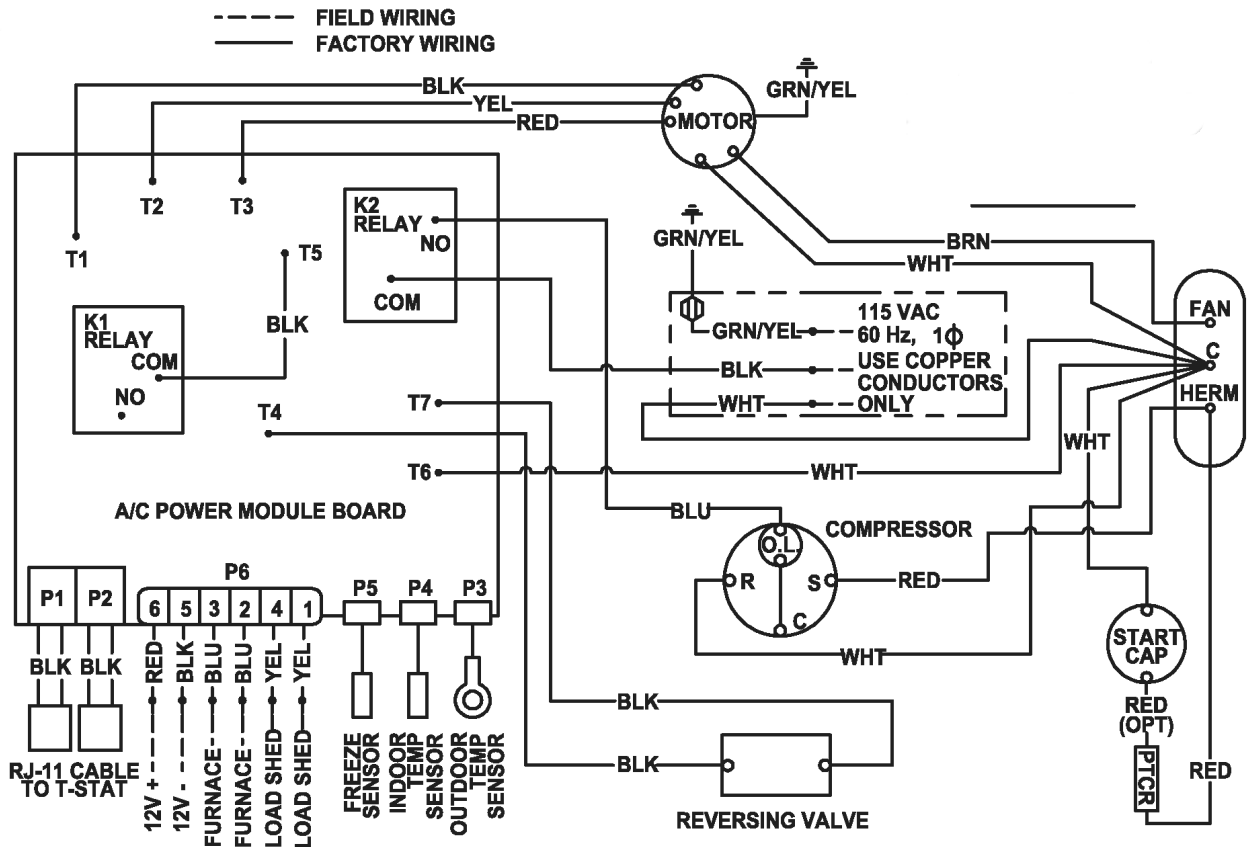 FIELD WIRING
FACTORY WIRING
BLK
YEL
RED
MOTOR
GRN/YEL
T2
T3
T1
T5
K2
RELAY
NO
COM
GRN/YEL
BRN
WHT
K1
RELAY
COM
NO
BLK
115 VAC
60 Hz, 1ϕ
GRN/YEL
USE COPPER
BLK
CONDUCTORS
WHT
ONLY
FAN
C
HERM
T4
T7
T6
WHT
WHT
A/C POWER MODULE BOARD
BLU
COMPRESSOR
O.L.
R
S
C
RED
WHT
P1
P2
P6
6
5
3
2
4
1
P5
P4
P3
BLK
BLK
RED
BLK
BLU
BLU
YEL
YEL
RJ-11 CABLE
TO T-STAT
12V +
12V -
FURNACE
FURNACE
LOAD SHED
LOAD SHED
FREEZE
SENSOR
INDOOR
TEMP
SENSOR
OUTDOOR
TEMP
SENSOR
BLK
BLK
REVERSING VALVE
START
CAP
RED
(OPT)
PTCR
RED